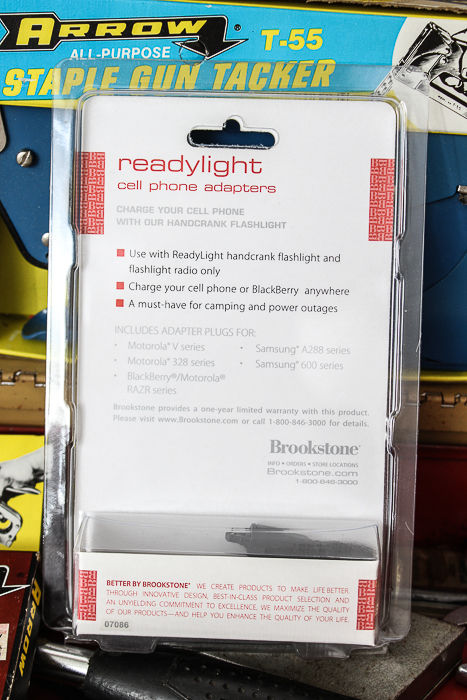 ARROW
ALL-PURPOSE
T-55
STAPLE GUN TACKER
readylight
cell phone adapters
CHARGE YOUR CELL PHONE
WITH OUR HANDCRANK FLASHLIGHT
Use with ReadyLight handcrank flashlight and
flashlight radio only
Charge your cell phone or BlackBerry anywhere
A must-have for camping and power outages
INCLUDES ADAPTER PLUGS FOR:
• Motorola® V series
• Motorola® 328 series
• BlackBerry®/Motorola®
RAZR series
• Samsung® A288 series
• Samsung® 600 series
Brookstone provides a one-year limited warranty with this product.
Please visit www.Brookstone.com or call 1-800-846-3000 for details.
Brookstone®
INFO • ORDERS • STORE LOCATIONS
Brookstone.com
1-800-846-3000
BETTER BY BROOKSTONE® WE CREATE PRODUCTS TO MAKE LIFE BETTER
THROUGH INNOVATIVE DESIGN, BEST-IN-CLASS PRODUCT SELECTION AND
AN UNYIELDING COMMITMENT TO EXCELLENCE. WE MAXIMIZE THE QUALITY
OF OUR PRODUCTS—AND HELP YOU ENHANCE THE QUALITY OF YOUR LIFE.
07086
ARROW